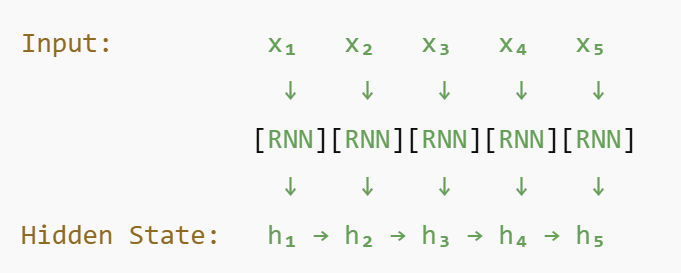 Input: x₁ x₂ x₃ x₄ x₅
↓ ↓ ↓ ↓ ↓
[RNN][RNN][RNN][RNN][RNN]
↓ ↓ ↓ ↓ ↓
Hidden State: h₁ → h₂ → h₃ → h₄ → h₅